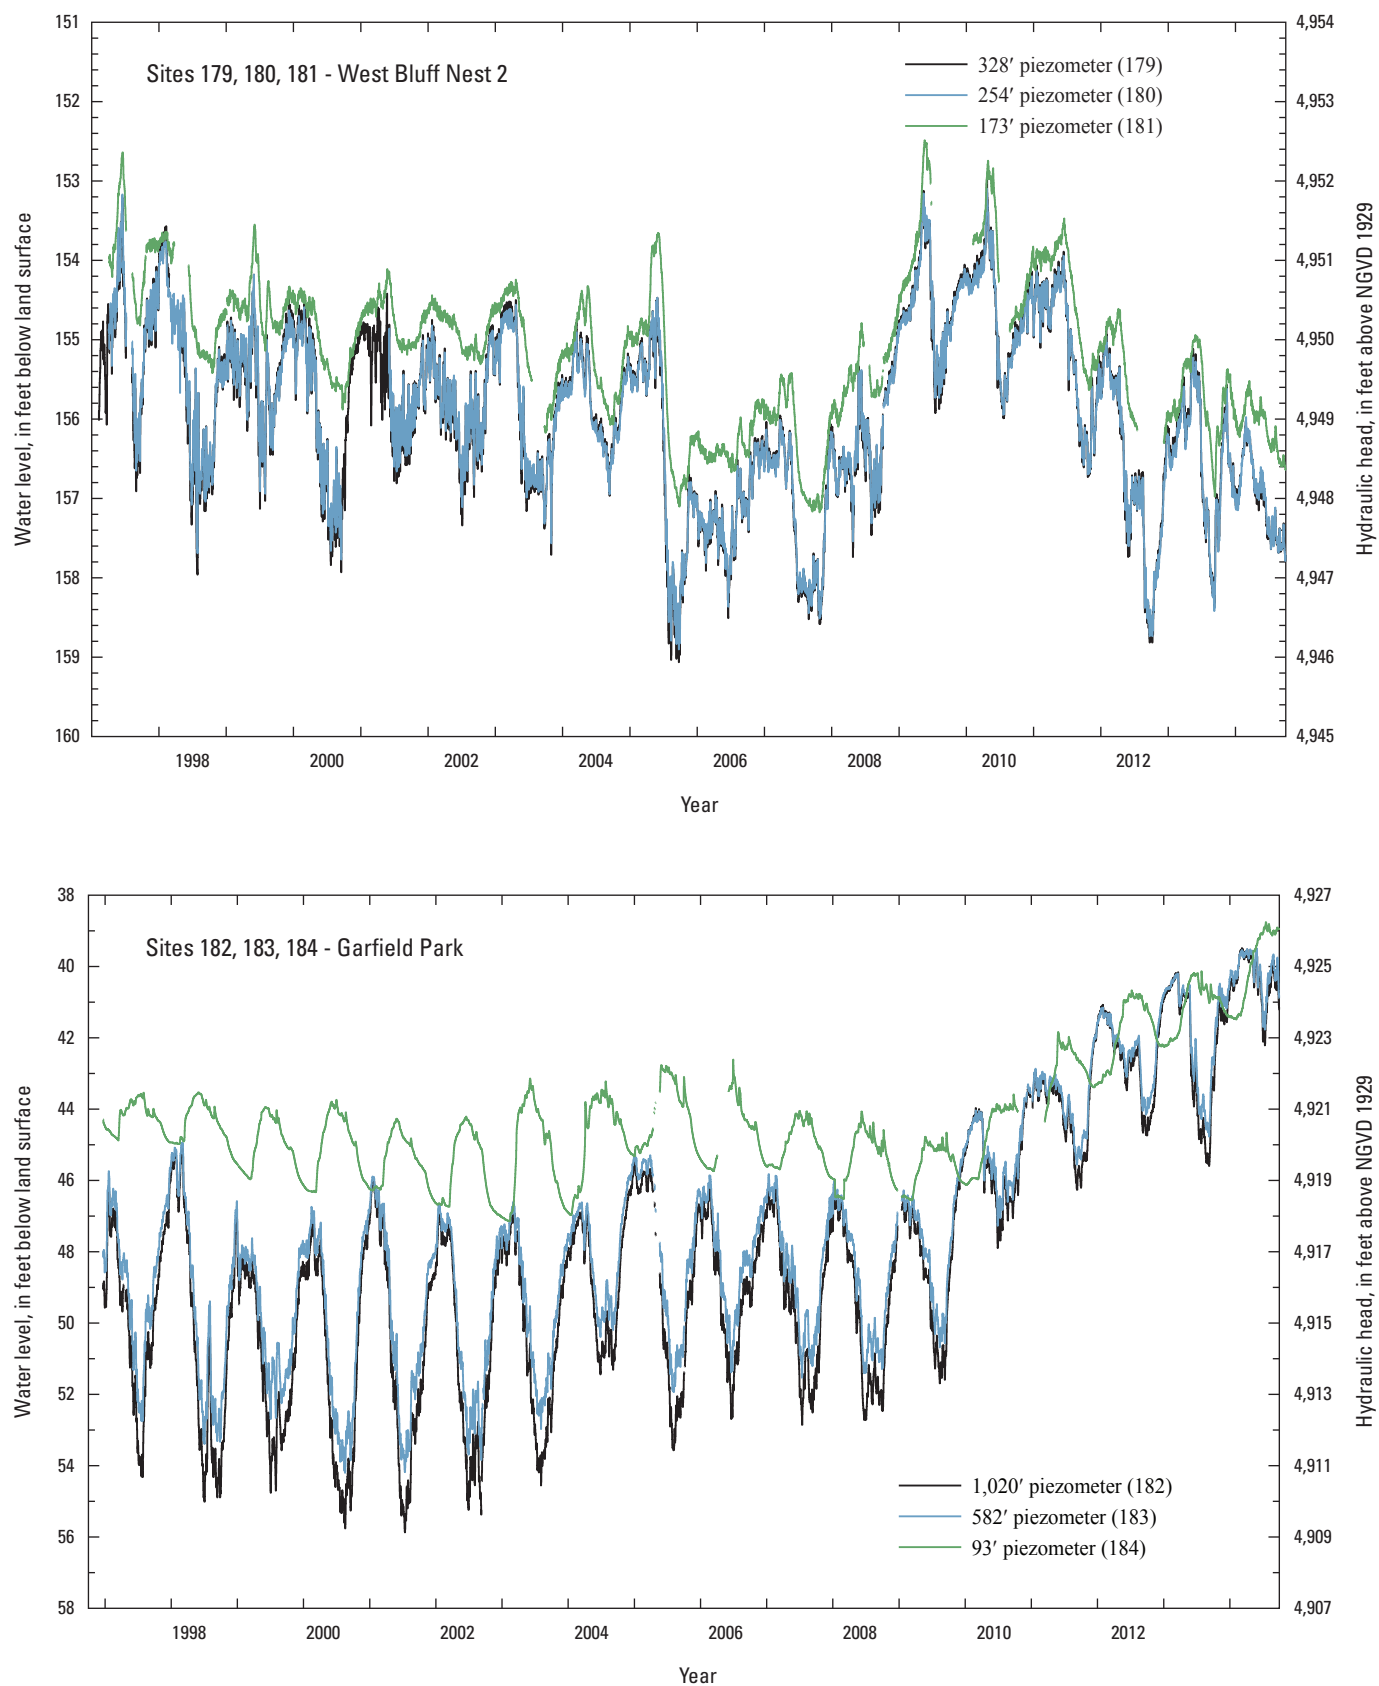 Sites 179, 180, 181 - West Bluff Nest 2
328′ piezometer (179)
254′ piezometer (180)
173′ piezometer (181)
Water level, in feet below land surface
151
152
153
154
155
156
157
158
159
160
Hydraulic head, in feet above NGVD 1929
4,954
4,953
4,952
4,951
4,950
4,949
4,948
4,947
4,946
4,945
1998 2000 2002 2004 2006 2008 2010 2012
Year
Sites 182, 183, 184 - Garfield Park
Water level, in feet below land surface
38
40
42
44
46
48
50
52
54
56
58
Hydraulic head, in feet above NGVD 1929
4,927
4,925
4,923
4,921
4,919
4,917
4,915
4,913
4,911
4,909
4,907
1,020′ piezometer (182)
582′ piezometer (183)
93′ piezometer (184)
1998 2000 2002 2004 2006 2008 2010 2012
Year